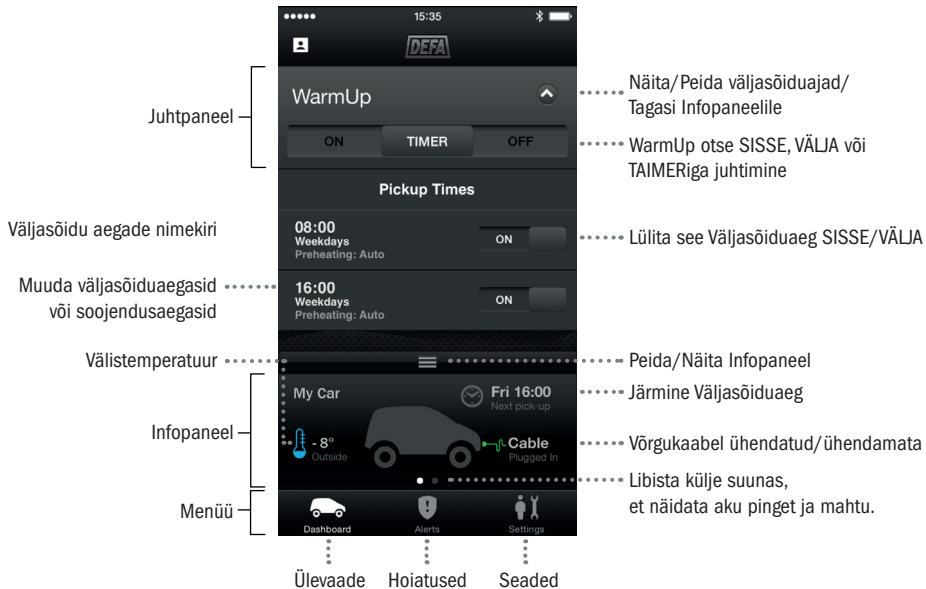 15:35
DEFA
WarmUp
ON TIMER OFF
Pickup Times
08:00
Weekdays
Preheating: Auto
ON
16:00
Weekdays
Preheating: Auto
ON
My Car
Fri 16:00
Next pick-up
- 8°
Outside
Cable
Plugged In
Dashboard
Alerts
Settings
Juhtpaneel
Väljasõidu aegade nimekiri
Muuda väljasõiduaegasid
või soojendusaegasid
Välistemperatuur
Infopaneel
Menüü
Näita/Peida väljasõiduajad/
Tagasi Infopaneelile
WarmUp otse SISSE, VÄLJA või
TAIMERiga juhtimine
Lülita see Väljasõiduaeg SISSE/VÄLJA
Peida/Näita Infopaneel
Järmine Väljasõiduaeg
Võrgukaabel ühendatud/ühendamata
Libista külje suunas,
et näidata aku pinget ja mahtu.
Ülevaade
Hoiatused
Seaded